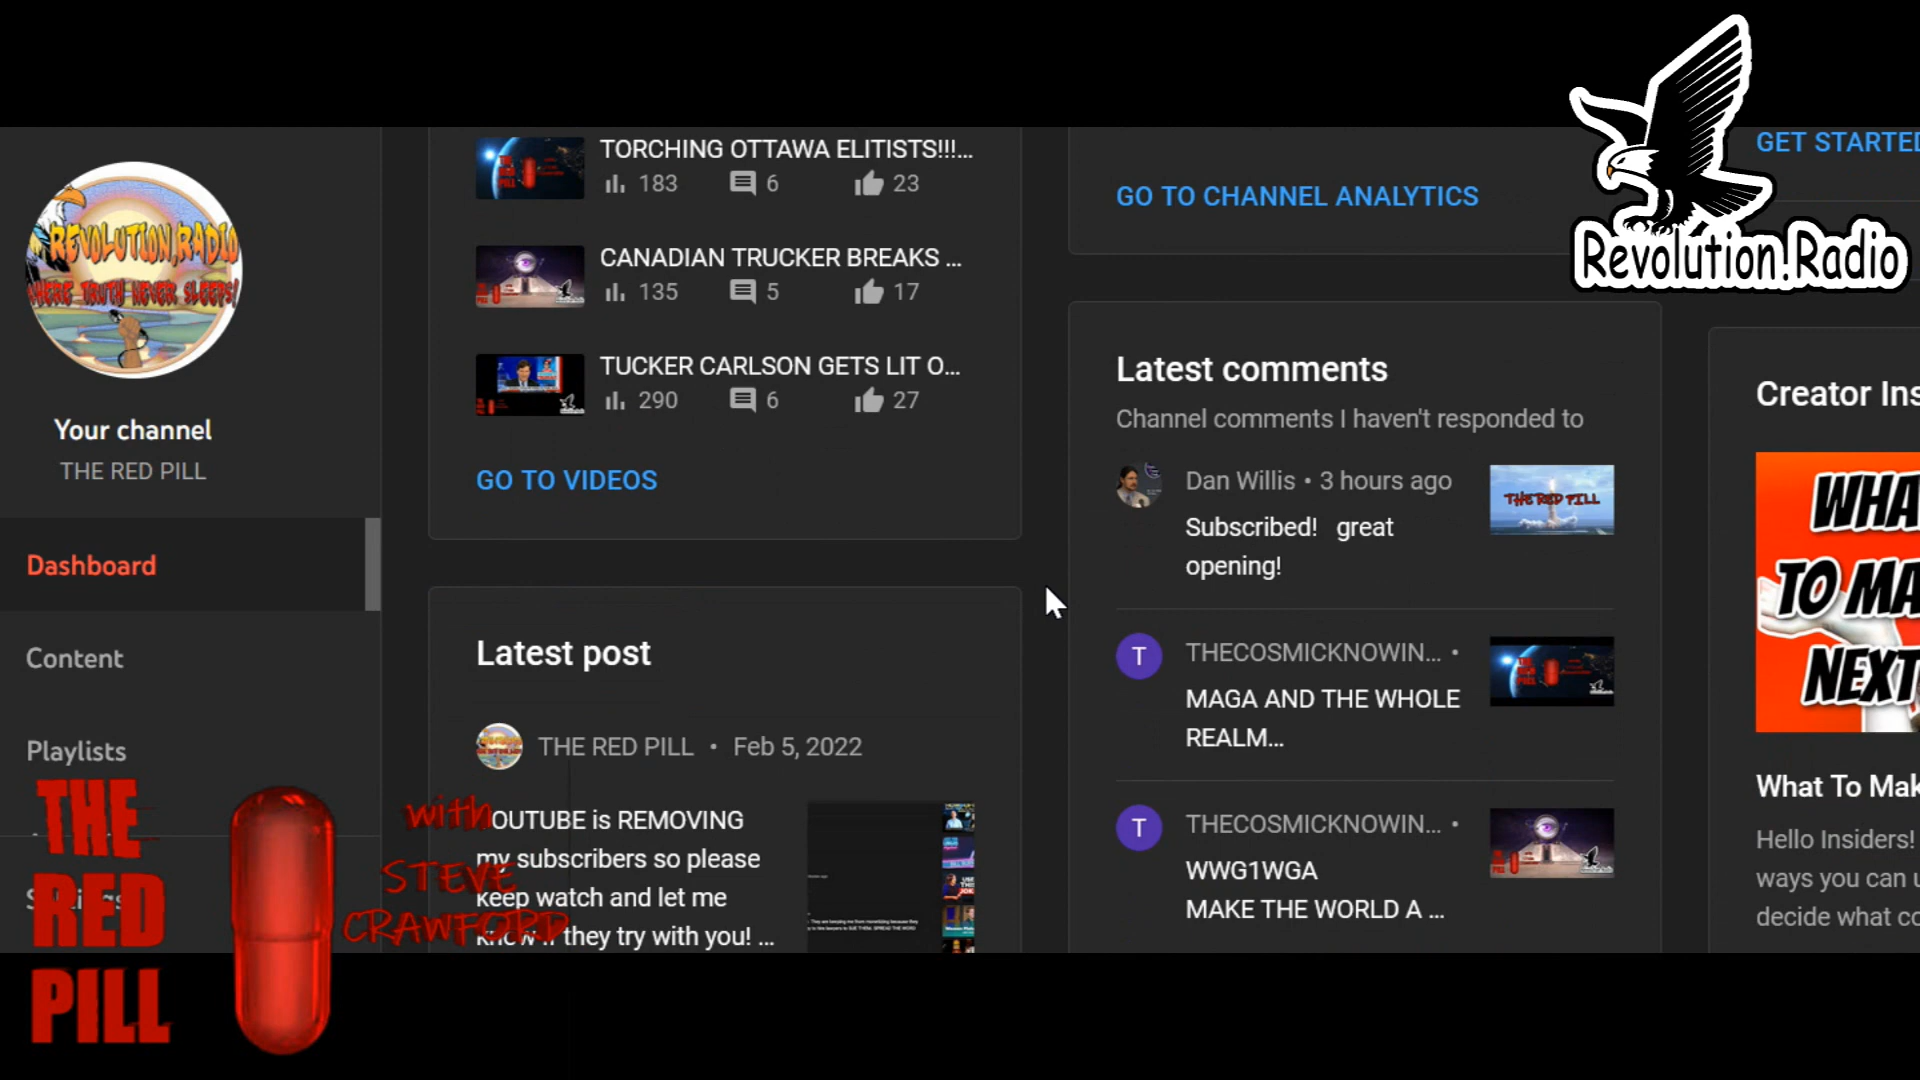 Revolution.Radio
REVOLUTION,RADIO
WHERE TRUTH NEVER SLEEPS!
Your channel
THE RED PILL
Dashboard
Content
Playlists
TORCHING OTTAWA ELITISTS!!!...
183 6 23
CANADIAN TRUCKER BREAKS ...
135 5 17
TUCKER CARLSON GETS LIT O...
290 6 27
GO TO VIDEOS
Latest post
THE RED PILL • Feb 5, 2022
YOUTUBE is REMOVING
my subscribers so please
keep watch and let me
know if they try with you! ...
GO TO CHANNEL ANALYTICS
Latest comments
Channel comments I haven't responded to
Dan Willis • 3 hours ago
Subscribed! great
opening!
THE RED PILL
THECOSMICKNOWIN... •
MAGA AND THE WHOLE
REALM...
T
THECOSMICKNOWIN... •
WWG1WGA
MAKE THE WORLD A ...
T
GET STARTED
Creator Ins
WHA
TO MA
NEXT
What To Mak
Hello Insiders!
ways you can u
decide what co
THE
RED
PILL
with
STEVE
CRAWFORD